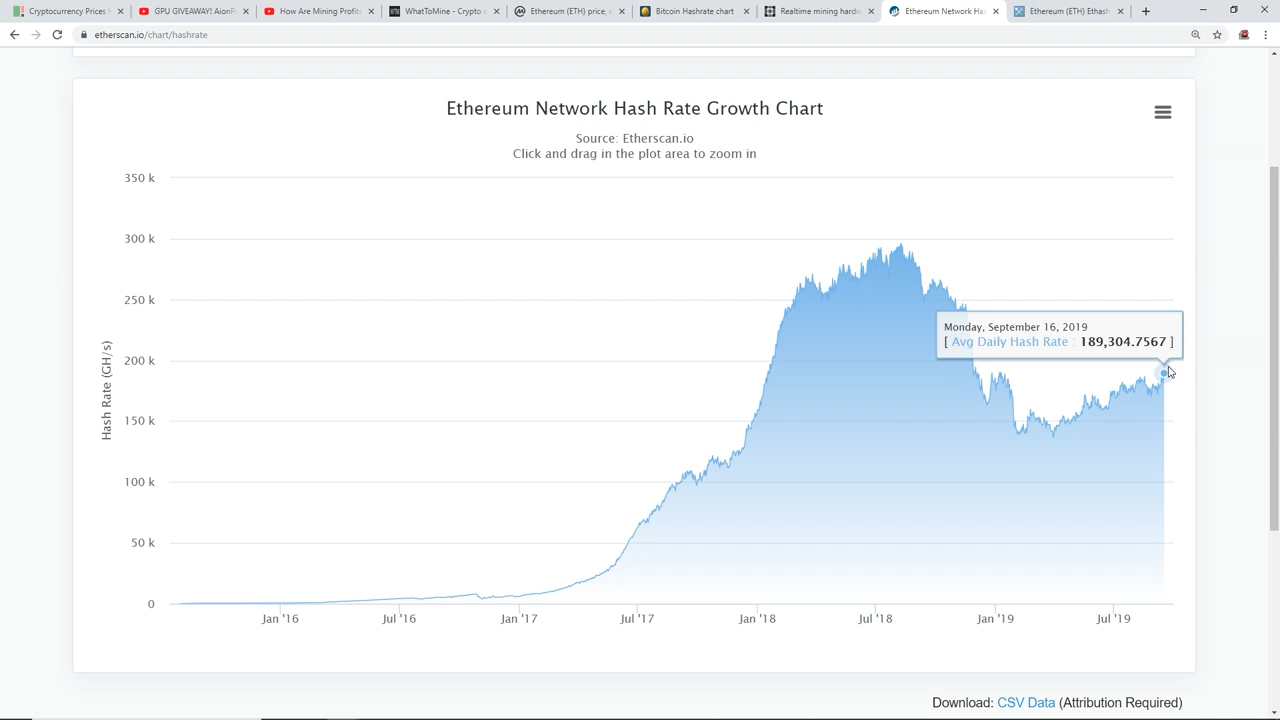 Cryptocurrency Prices
GPU GIVEAWAY! AionP
How Are Mining Profits
WhatToMine - Crypto
Ethereum (ETH) price,
Bitcoin Hashrate chart
Realtime mining hardw
Ethereum Network Ha
Ethereum (ETH) Ethash
etherscan.io/chart/hashrate
Ethereum Network Hash Rate Growth Chart
Source: Etherscan.io
Click and drag in the plot area to zoom in
350 k
300 k
250 k
200 k
150 k
100 k
50 k
0
Hash Rate (GH/s)
Monday, September 16, 2019
[ Avg Daily Hash Rate : 189,304.7567 ]
Jan '16
Jul '16
Jan '17
Jul '17
Jan '18
Jul '18
Jan '19
Jul '19
Download: CSV Data (Attribution Required)